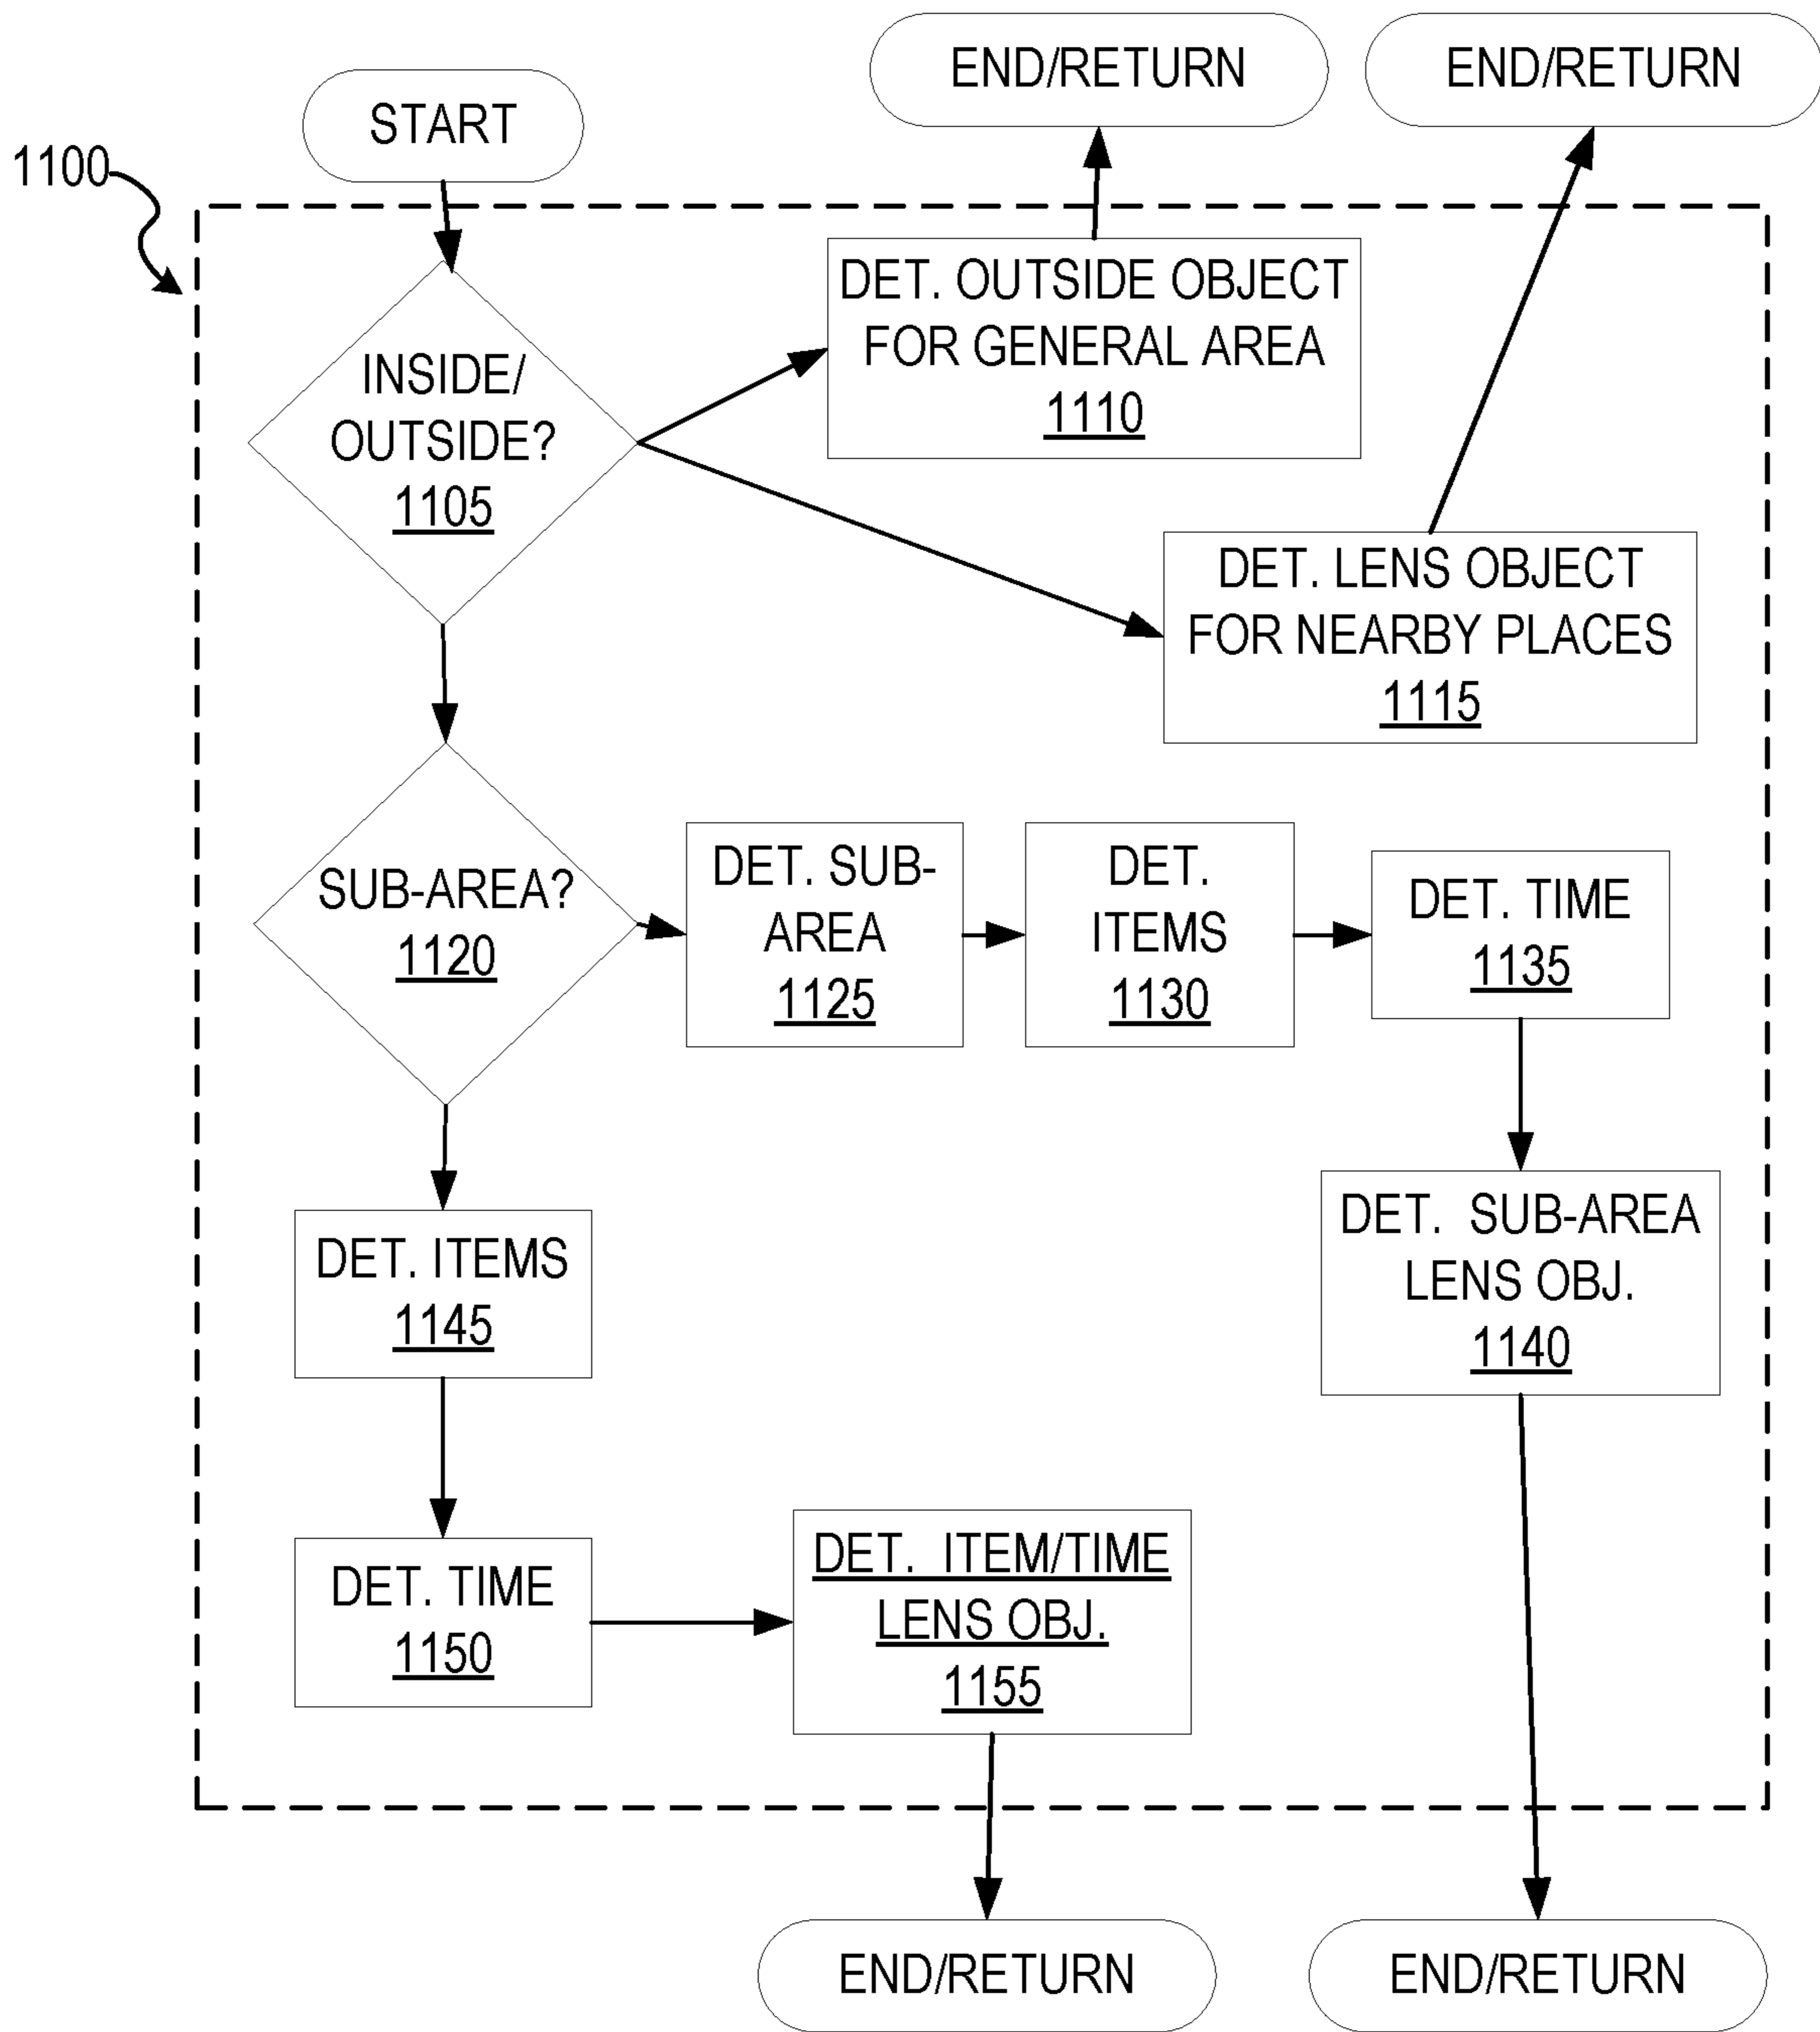 END/RETURN
END/RETURN
START
1100
DET. OUTSIDE OBJECT
FOR GENERAL AREA
1110
INSIDE/
OUTSIDE?
1105
DET. LENS OBJECT
FOR NEARBY PLACES
1115
SUB-AREA?
1120
DET. SUB-
AREA
1125
DET.
ITEMS
1130
DET. TIME
1135
DET. SUB-AREA
LENS OBJ.
1140
DET. ITEMS
1145
DET. TIME
1150
DET. ITEM/TIME
LENS OBJ.
1155
END/RETURN
END/RETURN